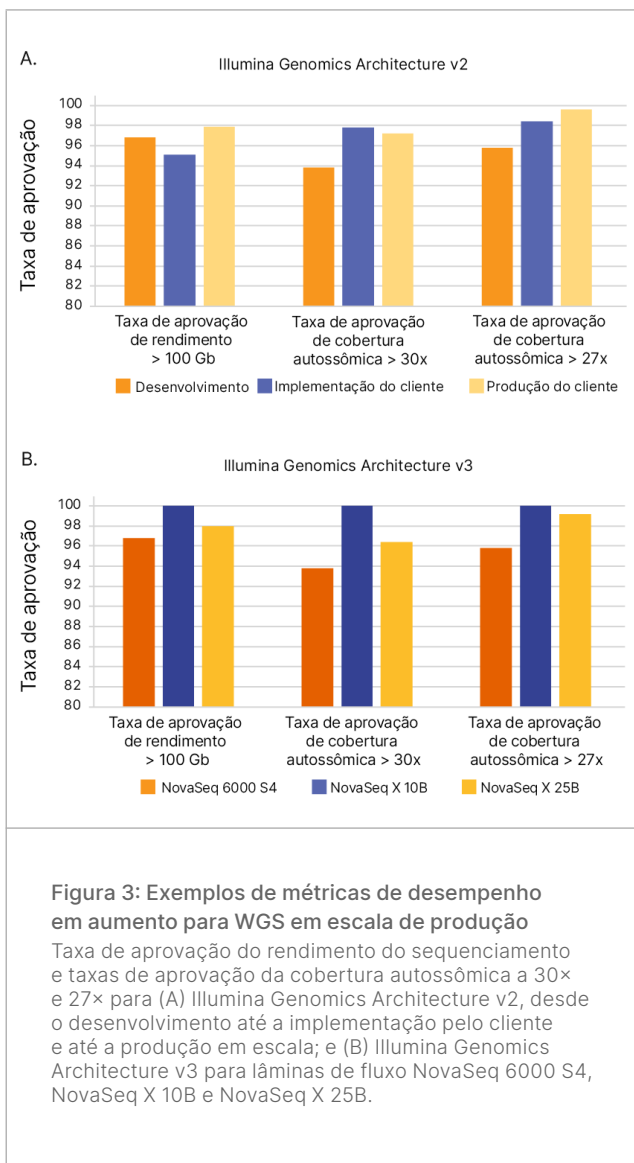 A.
Illumina Genomics Architecture v2
Taxa de aprovação
100
98
96
94
92
90
88
86
84
82
80
Taxa de aprovação
de rendimento
> 100 Gb
Taxa de aprovação
de cobertura
autossômica > 30x
Taxa de aprovação
de cobertura
autossômica > 27x
Desenvolvimento
Implementação do cliente
Produção do cliente
B.
Illumina Genomics Architecture v3
Taxa de aprovação
100
98
96
94
92
90
88
86
84
82
80
Taxa de aprovação
de rendimento
> 100 Gb
Taxa de aprovação
de cobertura
autossômica > 30x
Taxa de aprovação
de cobertura
autossômica > 27x
NovaSeq 6000 S4
NovaSeq X 10B
NovaSeq X 25B
Figura 3: Exemplos de métricas de desempenho
em aumento para WGS em escala de produção
Taxa de aprovação do rendimento do sequenciamento
e taxas de aprovação da cobertura autossômica a 30×
e 27× para (A) Illumina Genomics Architecture v2, desde
o desenvolvimento até a implementação pelo cliente
e até a produção em escala; e (B) Illumina Genomics
Architecture v3 para lâminas de fluxo NovaSeq 6000 S4,
NovaSeq X 10B e NovaSeq X 25B.